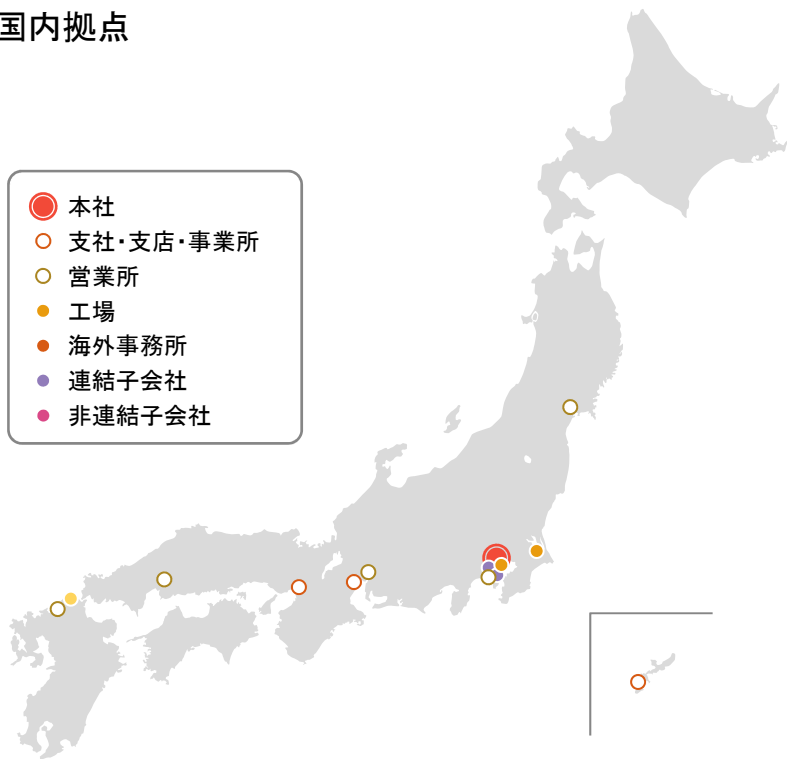 国内拠点
本社
支社・支店・事業所
営業所
工場
海外事務所
連結子会社
非連結子会社